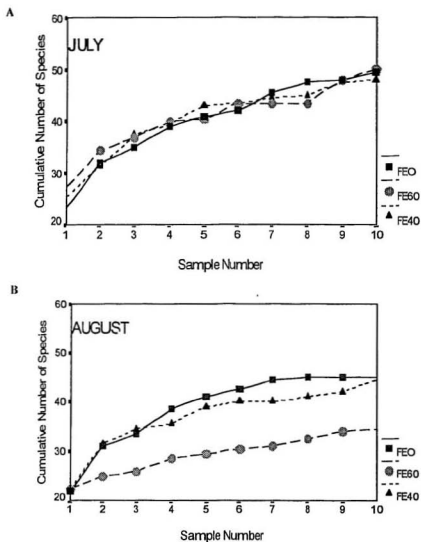 A
JULY
Cumulative Number of Species
60
50
40
30
20
1 2 3 4 5 6 7 8 9 10
Sample Number
FEO
FE60
FE40
B
AUGUST
Cumulative Number of Species
60
50
40
30
20
1 2 3 4 5 6 7 8 9 10
Sample Number
FEO
FE60
FE40